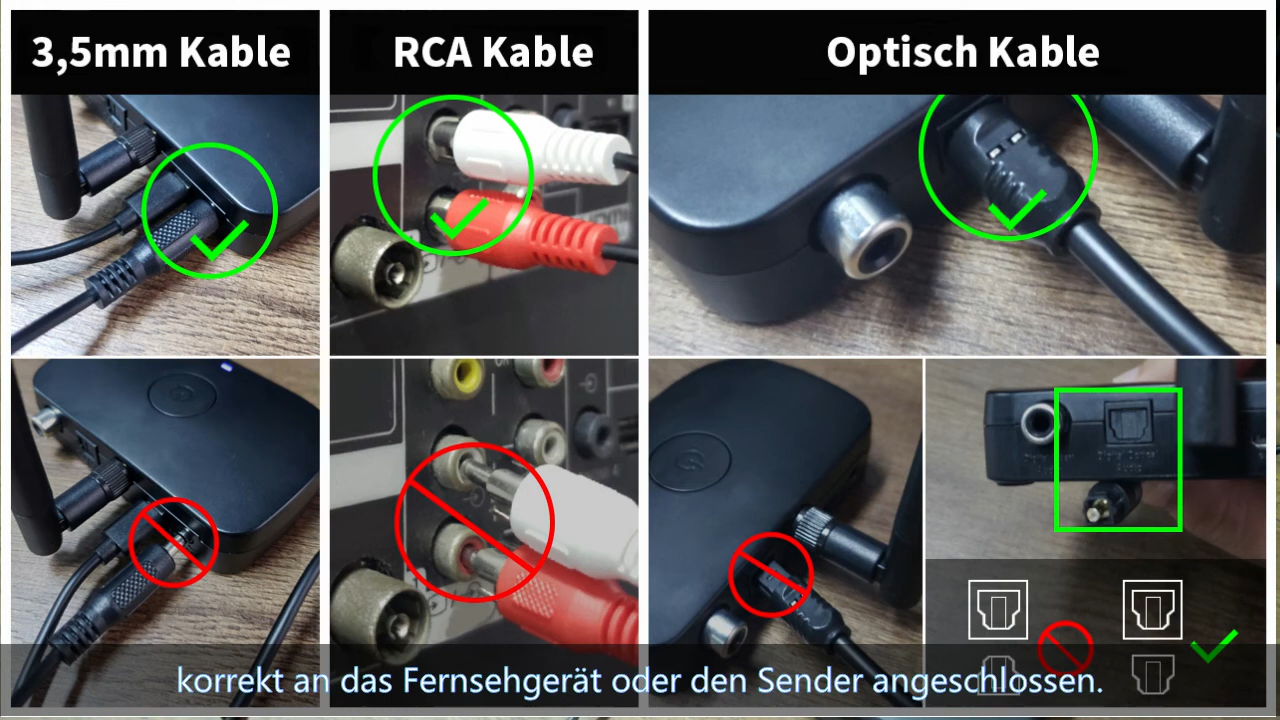 3,5mm Kable
RCA Kable
Optisch Kable
korrekt an das Fernsehgerät oder den Sender angeschlossen.